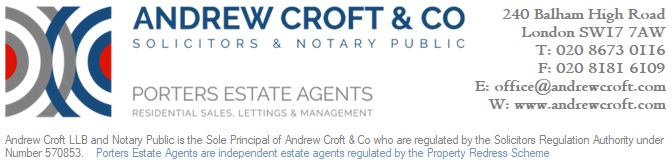 ANDREW CROFT & CO
SOLICITORS & NOTARY PUBLIC
PORTERS ESTATE AGENTS
RESIDENTIAL SALES, LETTINGS & MANAGEMENT
240 Balham High Road
London SW17 7AW
T: 020 8673 0116
F: 020 8181 6109
E: office@andrewcroft.com
W: www.andrewcroft.com
Andrew Croft LLB and Notary Public is the Sole Principal of Andrew Croft & Co who are regulated by the Solicitors Regulation Authority under
Number 570853. Porters Estate Agents are independent estate agents regulated by the Property Redress Scheme